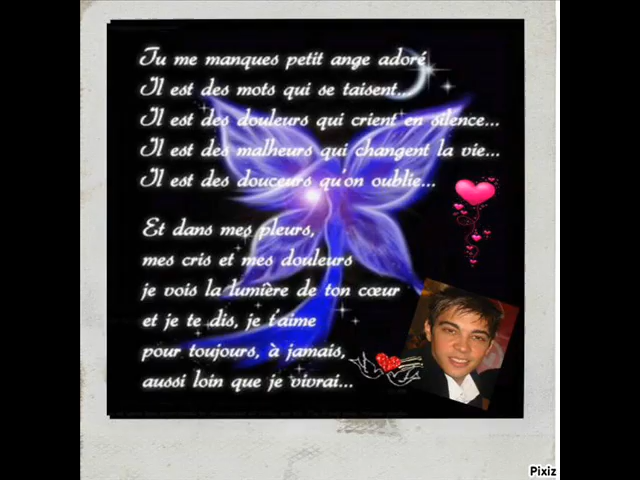 Tu me manques petit ange adoré
Il est des mots qui se taisent...
Il est des douleurs qui crient en silence...
Il est des malheurs qui changent la vie...
Il est des douceurs qu'on oublie...
Et dans mes pleurs,
mes cris et mes douleurs
je vois la lumière de ton cœur
et je te dis, je t'aime
pour toujours, à jamais,
aussi loin que je vivrai...
Pixiz